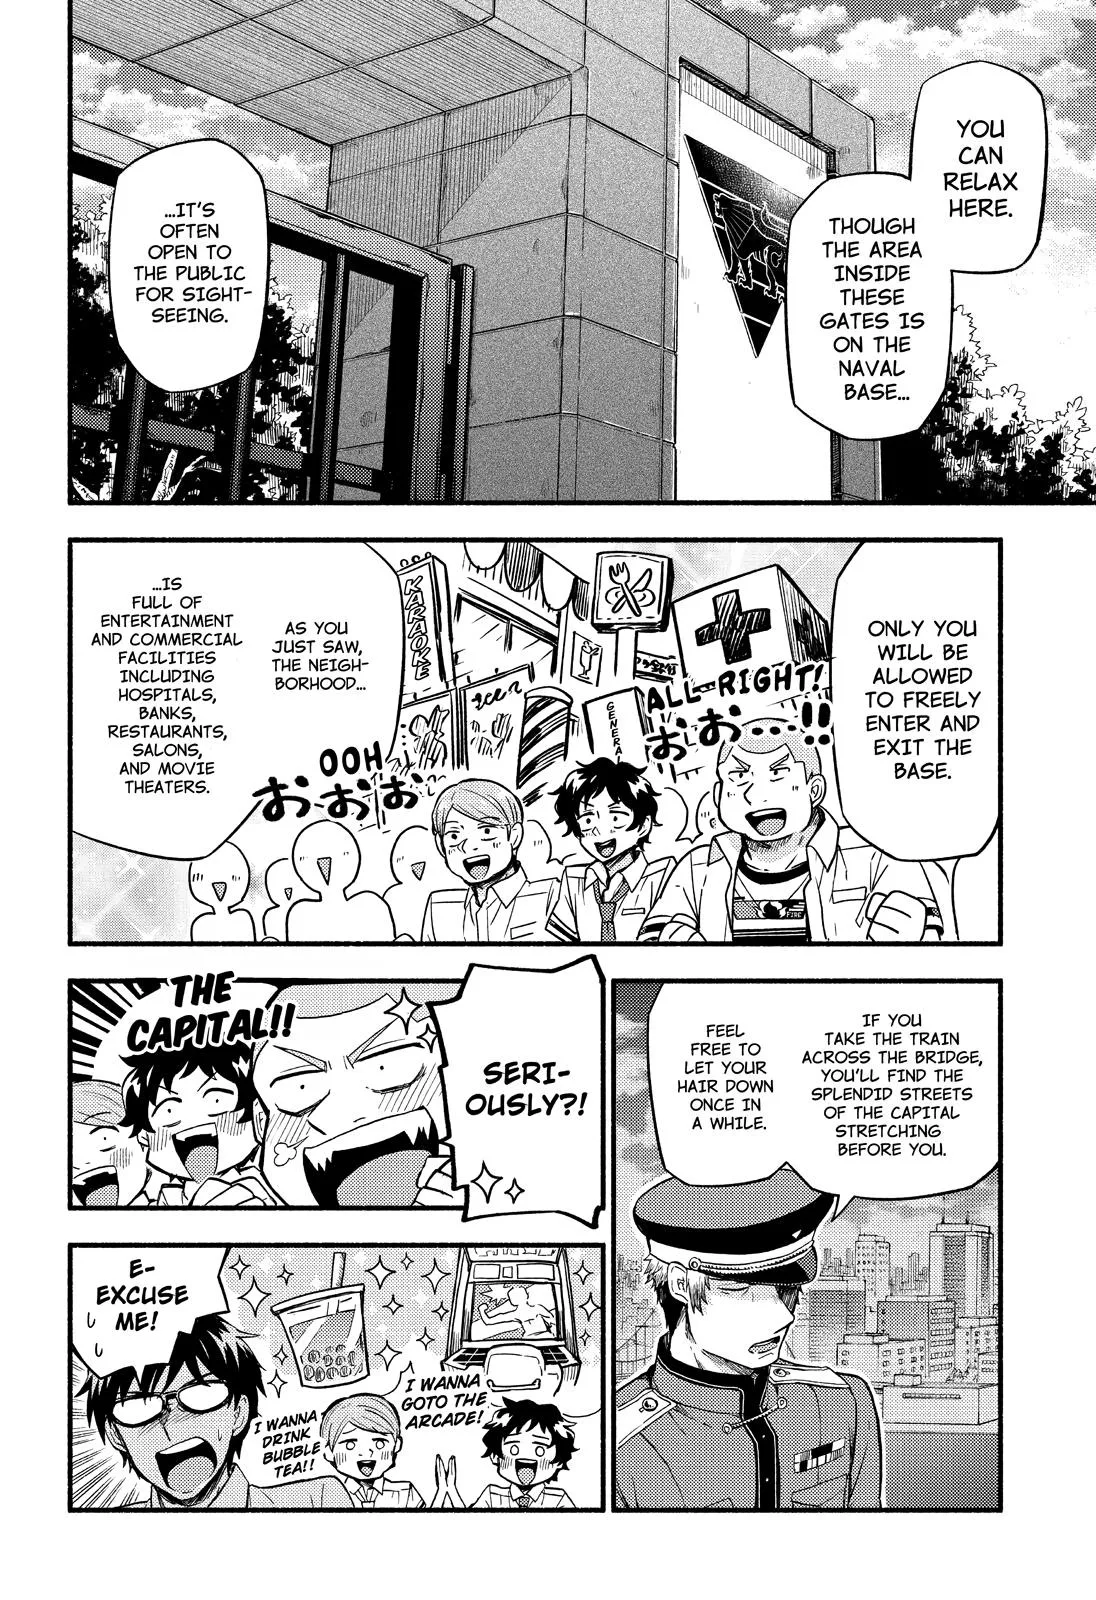 YOU
CAN
RELAX
HERE.
THOUGH
THE AREA
INSIDE
THESE
GATES IS
ON THE
NAVAL
BASE...
...IT'S
OFTEN
OPEN TO
THE PUBLIC
FOR SIGHT-
SEEING.
ONLY YOU
WILL BE
ALLOWED
TO FREELY
ENTER AND
EXIT THE
BASE.
ALL-RIGHT!
おお…!!
FIRE
GENERA
KARAOKE
Ice
OOH
おおおお
AS YOU
JUST SAW,
THE NEIGH-
BORHOOD...
...IS
FULL OF
ENTERTAINMENT
AND COMMERCIAL
FACILITIES
INCLUDING
HOSPITALS,
BANKS,
RESTAURANTS,
SALONS,
AND MOVIE
THEATERS.
IF YOU
TAKE THE TRAIN
ACROSS THE BRIDGE,
YOU'LL FIND THE
SPLENDID STREETS
OF THE CAPITAL
STRETCHING
BEFORE YOU.
FEEL
FREE TO
LET YOUR
HAIR DOWN
ONCE IN
A WHILE.
SERI-
OUSLY?!
THE
CAPITAL!!
I WANNA
GOTO THE
ARCADE!
I WANNA
DRINK
BUBBLE
TEA!!
E-
EXCUSE
ME!